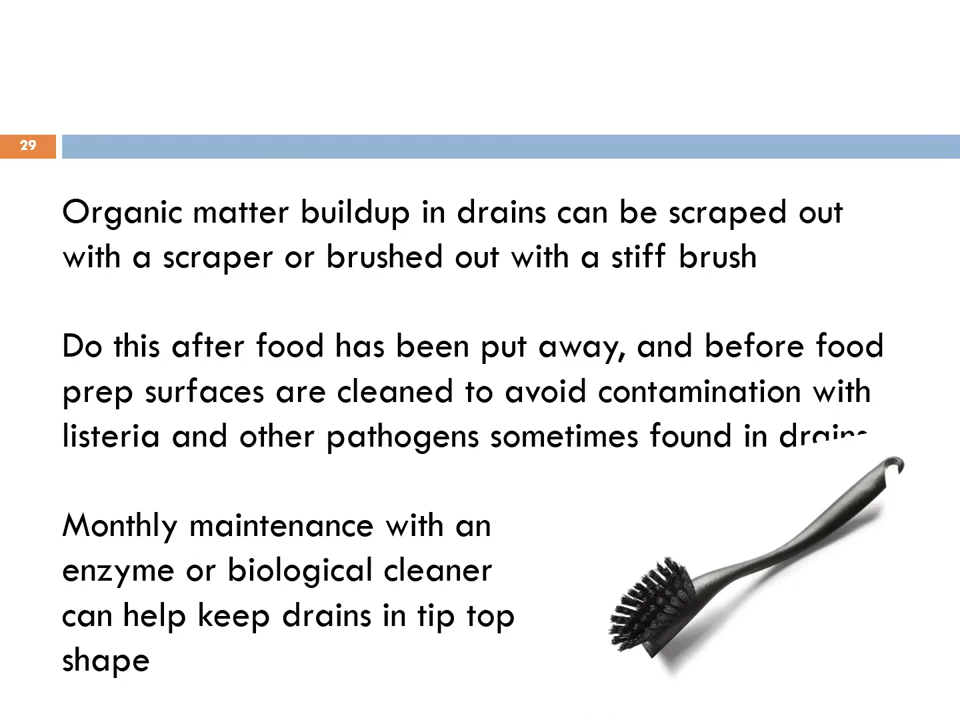 29
Organic matter buildup in drains can be scraped out
with a scraper or brushed out with a stiff brush
Do this after food has been put away, and before food
prep surfaces are cleaned to avoid contamination with
listeria and other pathogens sometimes found in drains
Monthly maintenance with an
enzyme or biological cleaner
can help keep drains in tip top
shape